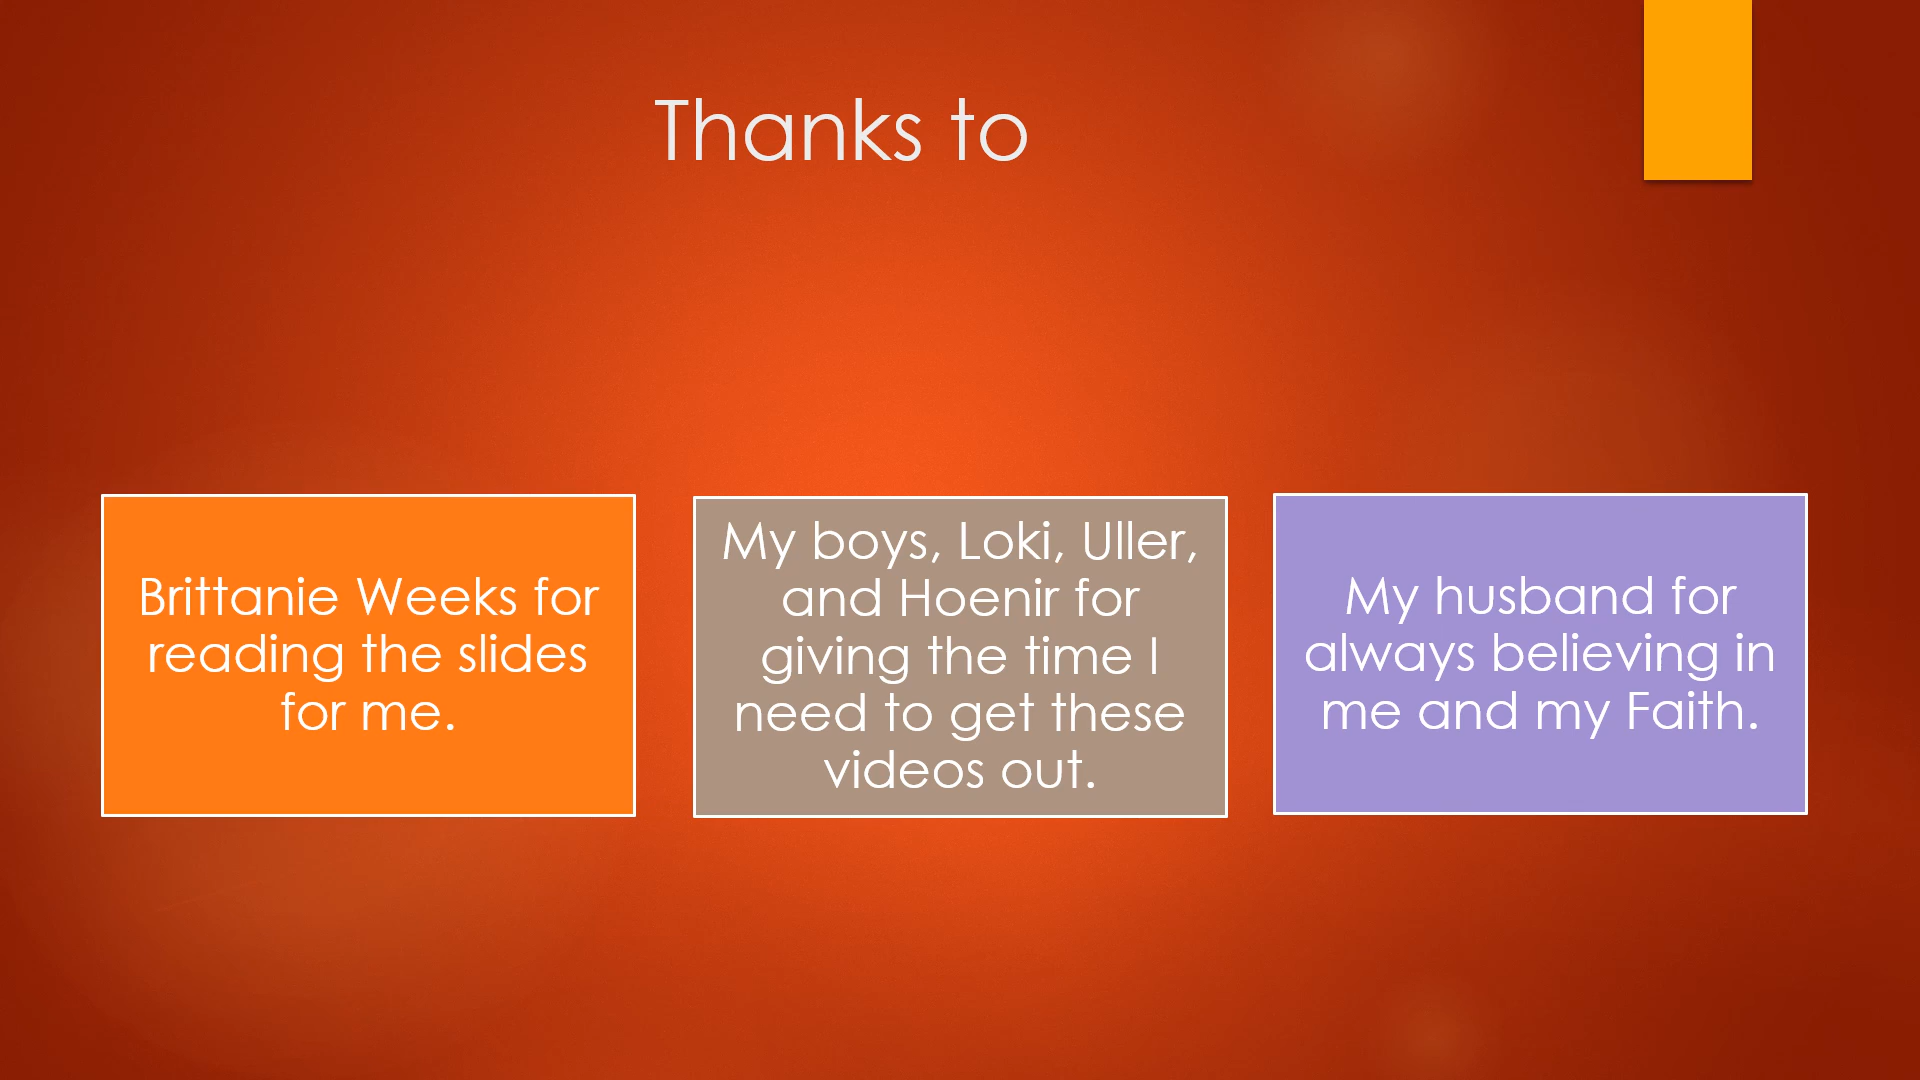 Thanks to
Brittanie Weeks for
reading the slides
for me.
My boys, Loki, Uller,
and Hoenir for
giving the time I
need to get these
videos out.
My husband for
always believing in
me and my Faith.